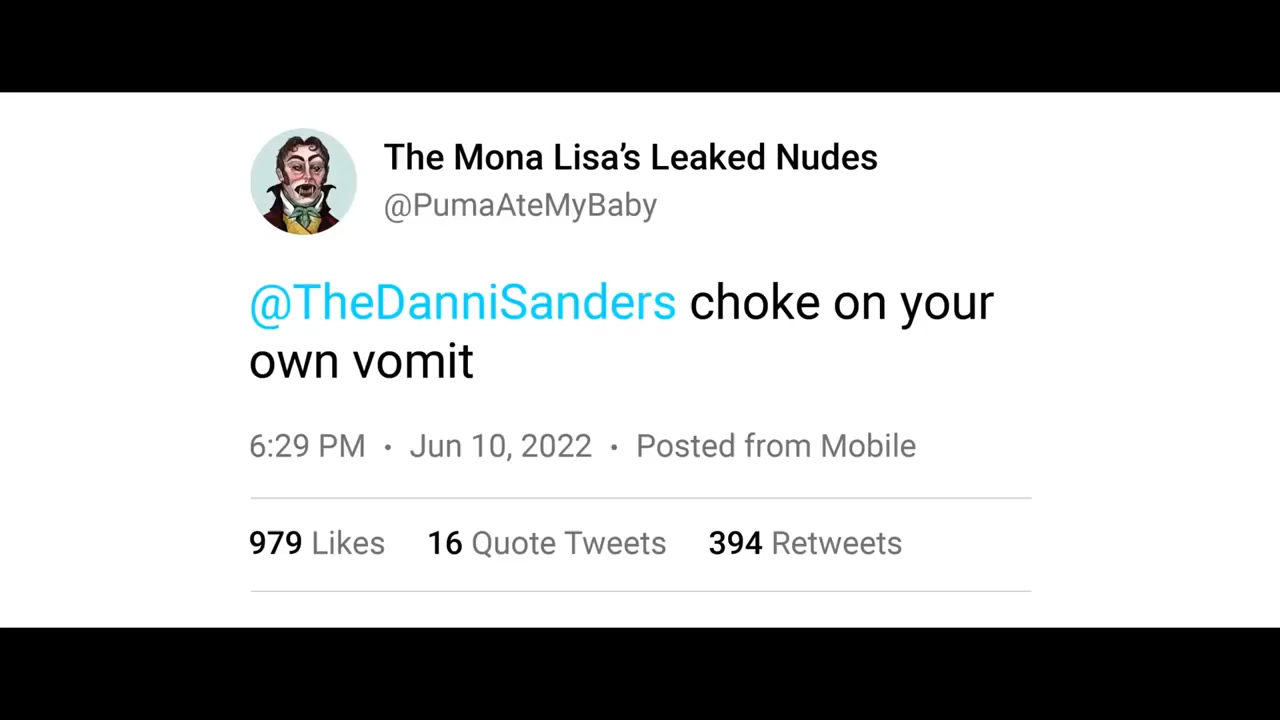 The Mona Lisa’s Leaked Nudes
@PumaAteMyBaby
@TheDanniSanders choke on your
own vomit
6:29 PM • Jun 10, 2022 • Posted from Mobile
979 Likes 16 Quote Tweets 394 Retweets